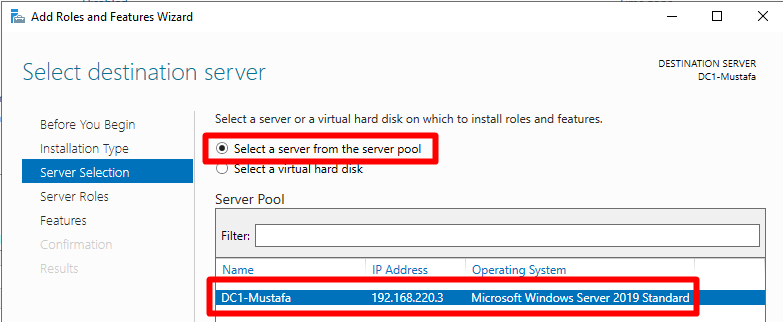 Add Roles and Features Wizard
Select destination server
DESTINATION SERVER
DC1-Mustafa
Before You Begin
Installation Type
Server Selection
Server Roles
Features
Confirmation
Results
Select a server or a virtual hard disk on which to install roles and features.
Select a server from the server pool
Select a virtual hard disk
Server Pool
Filter:
Name IP Address Operating System
DC1-Mustafa 192.168.220.3 Microsoft Windows Server 2019 Standard